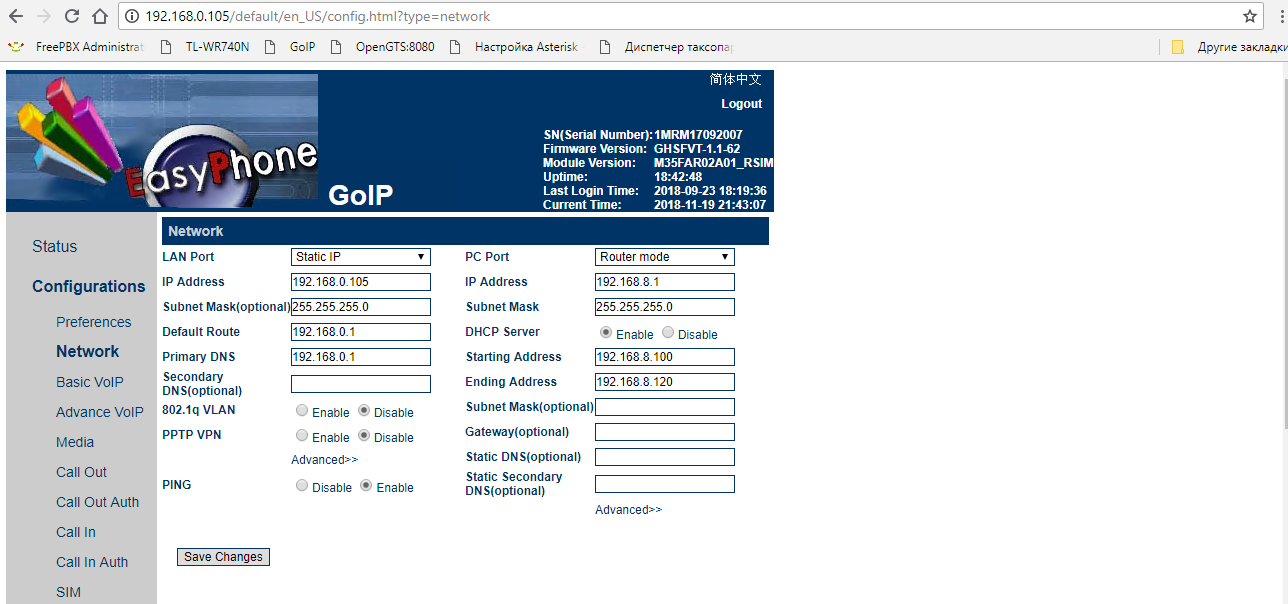 192.168.0.105/default/en_US/config.html?type=network
FreePBX Administrat TL-WR740N GoIP OpenGTS:8080 Настройка Asterisk Диспетчер таксопар Другие закладки
简体中文
Logout
EasyPhone
GoIP
SN(Serial Number): 1MRM17092007
Firmware Version: GHSFVT-1.1-62
Module Version: M35FAR02A01_RSIM
Uptime: 18:42:48
Last Login Time: 2018-09-23 18:19:36
Current Time: 2018-11-19 21:43:07
Status
Configurations
Preferences
Network
Basic VoIP
Advance VoIP
Media
Call Out
Call Out Auth
Call In
Call In Auth
SIM
Network
LAN Port Static IP
IP Address 192.168.0.105
Subnet Mask(optional) 255.255.255.0
Default Route 192.168.0.1
Primary DNS 192.168.0.1
Secondary
DNS(optional)
802.1q VLAN Enable Disable
PPTP VPN Enable Disable
Advanced>>
PING Disable Enable
PC Port Router mode
IP Address 192.168.8.1
Subnet Mask 255.255.255.0
DHCP Server Enable Disable
Starting Address 192.168.8.100
Ending Address 192.168.8.120
Subnet Mask(optional)
Gateway(optional)
Static DNS(optional)
Static Secondary
DNS(optional)
Advanced>>
Save Changes